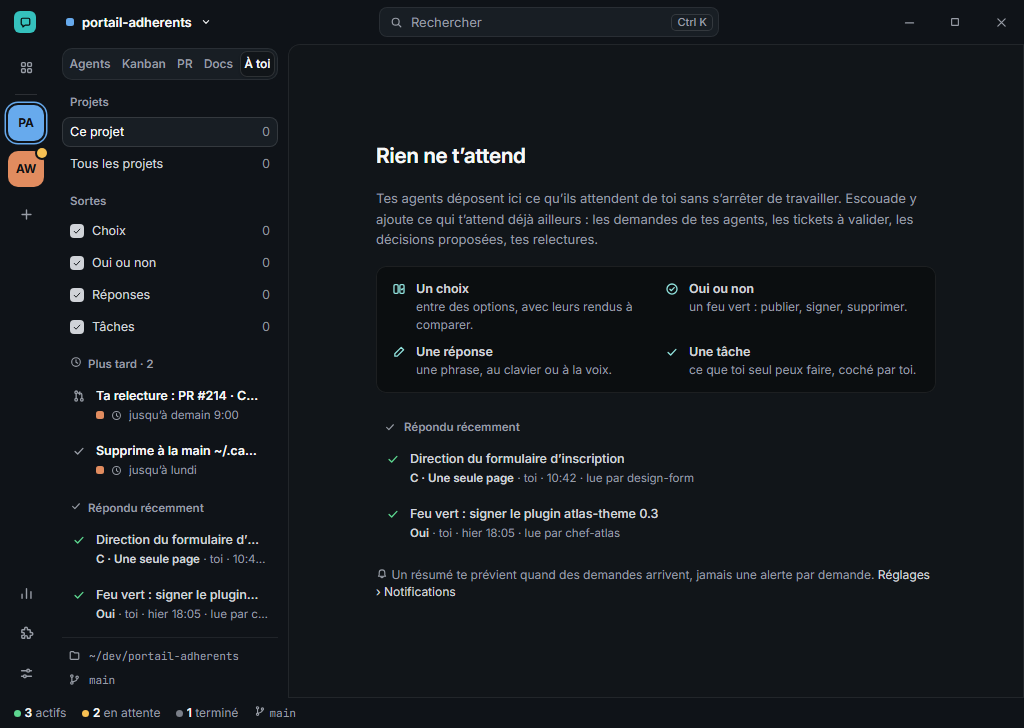 portail-adherents
Rechercher
Ctrl K
Agents Kanban PR Docs À toi
Projets
Ce projet 0
Tous les projets 0
Sortes
Choix 0
Oui ou non 0
Réponses 0
Tâches 0
Plus tard · 2
Ta relecture : PR #214 · C…
jusqu’à demain 9:00
Supprime à la main ~/.ca…
jusqu’à lundi
Répondu récemment
Direction du formulaire d’…
C · Une seule page · toi · 10:4…
Feu vert : signer le plugin…
Oui · toi · hier 18:05 · lue par c…
~/dev/portail-adherents
main
PA
AW
Rien ne t’attend
Tes agents déposent ici ce qu’ils attendent de toi sans s’arrêter de travailler. Escouade y
ajoute ce qui t’attend déjà ailleurs : les demandes de tes agents, les tickets à valider, les
décisions proposées, tes relectures.
Un choix
entre des options, avec leurs rendus à
comparer.
Oui ou non
un feu vert : publier, signer, supprimer.
Une réponse
une phrase, au clavier ou à la voix.
Une tâche
ce que toi seul peux faire, coché par toi.
Répondu récemment
Direction du formulaire d’inscription
C · Une seule page · toi · 10:42 · lue par design-form
Feu vert : signer le plugin atlas-theme 0.3
Oui · toi · hier 18:05 · lue par chef-atlas
Un résumé te prévient quand des demandes arrivent, jamais une alerte par demande. Réglages
› Notifications
3 actifs 2 en attente 1 terminé main